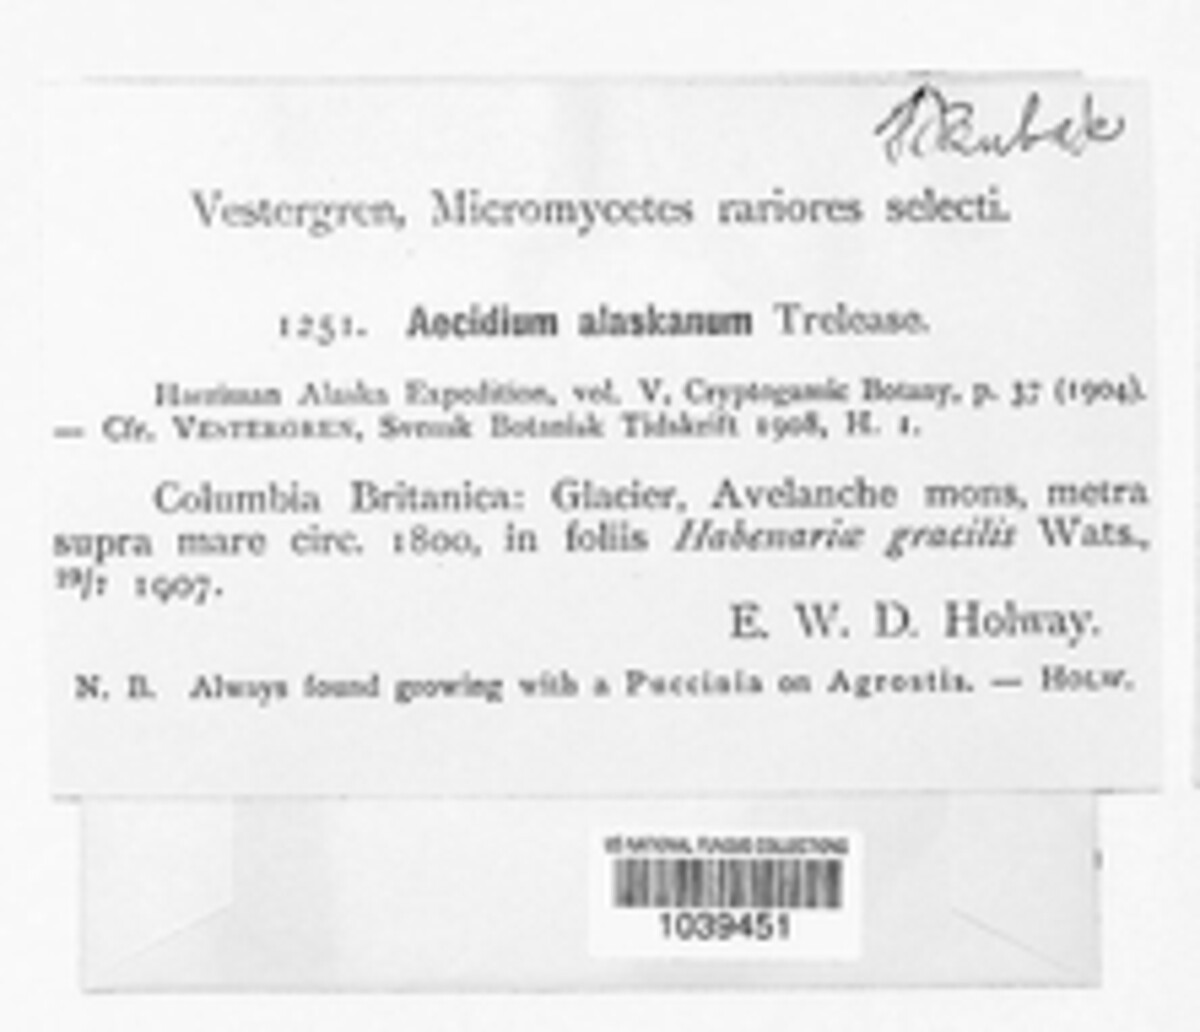 Vestergren, Micromycetes rariores selecti.
1251. Aecidium alaskanum Trelease.
Harriman Alaska Expedition, vol. V, Cryptogamic Botany, p. 37 (1904).
— Cfr. VESTERGREN, Svensk Botanisk Tidskrift 1908, H. 1.
Columbia Britanica: Glacier, Avelanche mons, metra
supra mare circ. 1800, in foliis Habenariæ gracilis Wats.,
1907.
E. W. D. Holway.
N. B. Always found growing with a Puccinia on Agrostis. — HOLW.
US NATIONAL FUNGUS COLLECTIONS
1039451